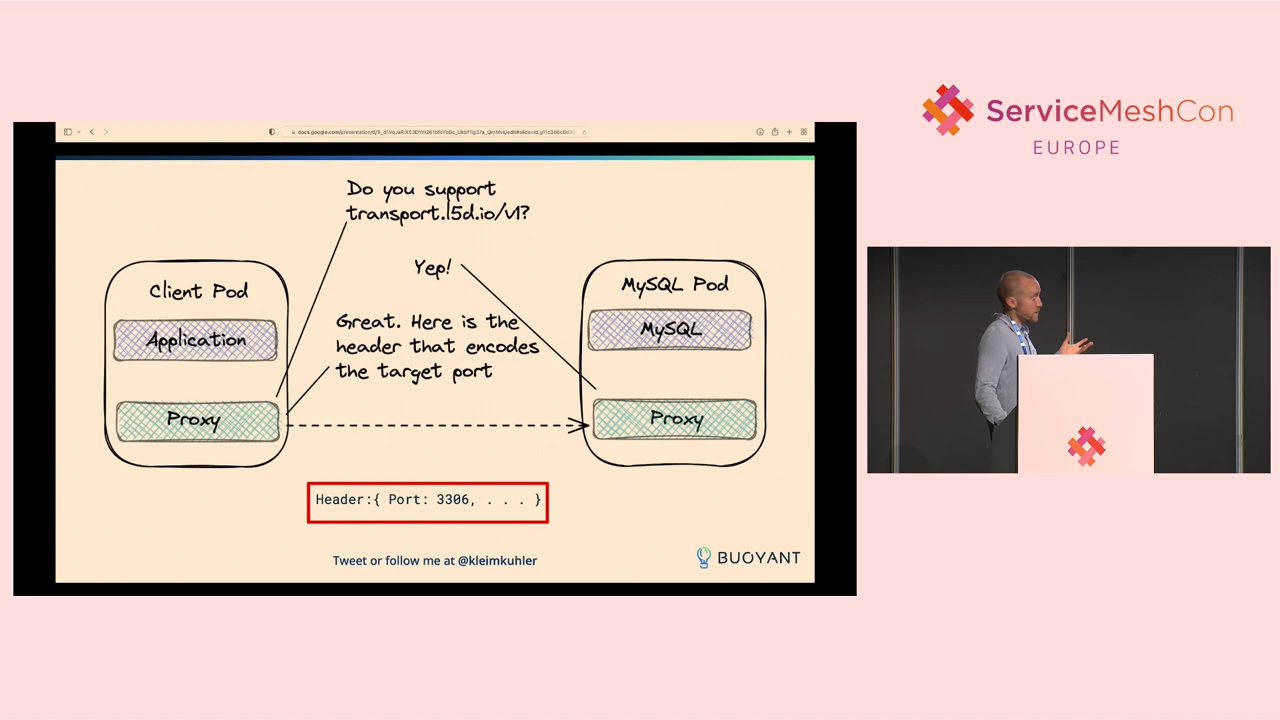 ServiceMeshCon
EUROPE
Do you support
transport.l5d.io/v1?
Yep!
Client Pod
MySQL Pod
Application
Great. Here is the
header that encodes
the target port
MySQL
Proxy
Proxy
Header:{ Port: 3306, . . . }
Tweet or follow me at @kleimkuhler
BUOYANT